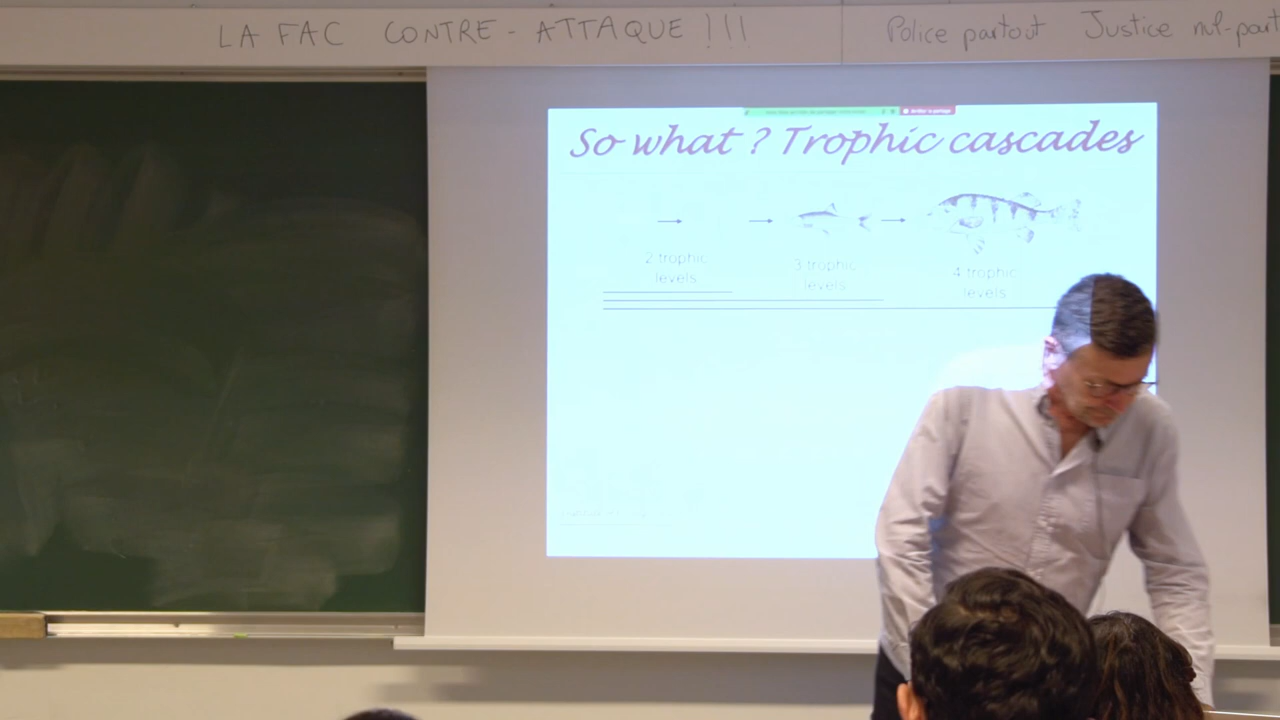 LA FAC CONTRE-ATTAQUE !!!
Police partout Justice nul-part
So what ? Trophic cascades
2 trophic
levels
3 trophic
levels
4 trophic
levels